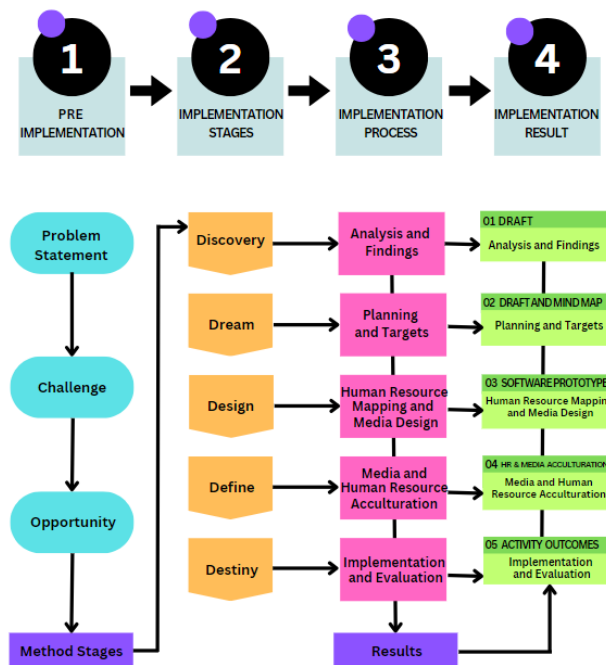 1
PRE
IMPLEMENTATION
2
IMPLEMENTATION
STAGES
3
IMPLEMENTATION
PROCESS
4
IMPLEMENTATION
RESULT
Problem
Statement
Challenge
Opportunity
Method Stages
Discovery
Dream
Design
Define
Destiny
Analysis and
Findings
Planning
and Targets
Human Resource
Mapping and
Media Design
Media and
Human Resource
Acculturation
Implementation
and Evaluation
Results
01 DRAFT
Analysis and Findings
02 DRAFT AND MIND MAP
Planning and Targets
03 SOFTWARE PROTOTYPE
Human Resource Mapping
and Media Design
04 HR & MEDIA ACCULTURATION
Media and Human
Resource Acculturation
05 ACTIVITY OUTCOMES
Implementation
and Evaluation